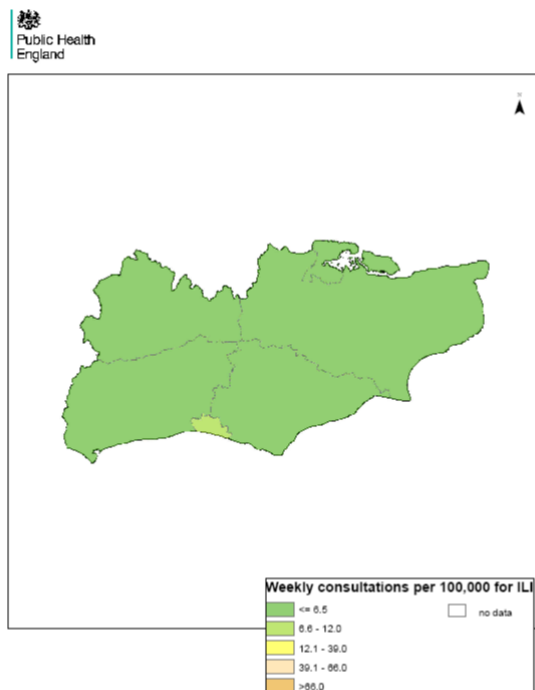 Public Health
England
Weekly consultations per 100,000 for ILI
<= 6.5
6.6 - 12.0
12.1 - 39.0
39.1 - 66.0
>66.0
no data